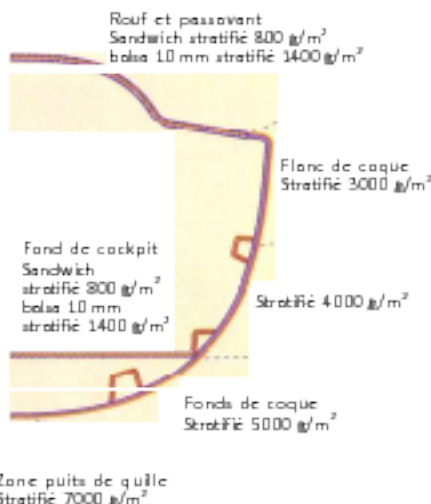 Rouf et passavant
Sandwich stratifié 800 g/m²
balsa 10 mm stratifié 1400 g/m²
Flanc de coque
Stratifié 3000 g/m²
Fond de cockpit
Sandwich
stratifié 800 g/m²
balsa 10 mm
stratifié 1400 g/m²
Stratifié 4000 g/m²
Fonds de coque
Stratifié 5000 g/m²
Zone puits de quille
Stratifié 7000 g/m²